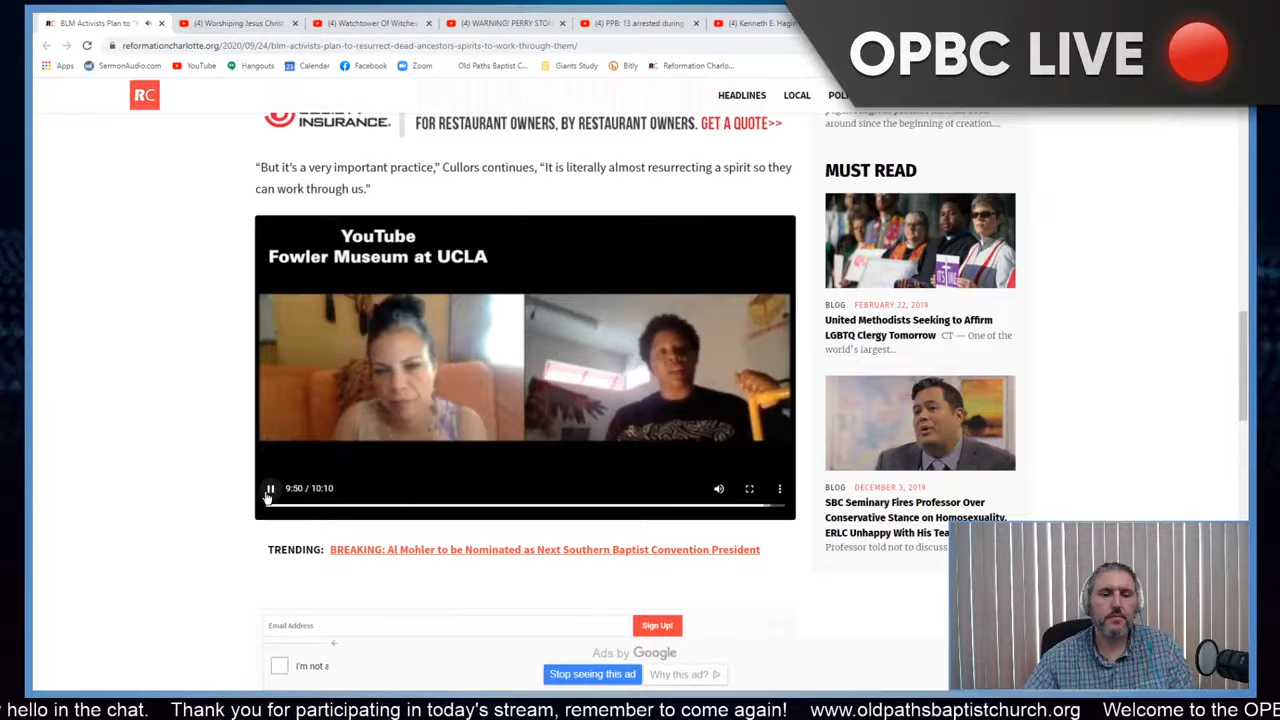 BLM Activists Plan to "
(4) Worshiping Jesus Christ
(4) Watchtower Of Witches
(4) WARNING! PERRY STON
(4) PPB: 13 arrested during
(4) Kenneth E. Hagin
OPBC LIVE
reformationcharlotte.org/2020/09/24/blm-activists-plan-to-resurrect-dead-ancestors-spirits-to-work-through-them/
Apps
SermonAudio.com
YouTube
Hangouts
Calendar
Facebook
Zoom
Old Paths Baptist C...
Giants Study
Bitly
Reformation Charlo...
RC
HEADLINES
LOCAL
INSURANCE.
FOR RESTAURANT OWNERS, BY RESTAURANT OWNERS. GET A QUOTE>>
around since the beginning of creation....
"But it's a very important practice," Cullors continues, "It is literally almost resurrecting a spirit so they
can work through us."
YouTube
Fowler Museum at UCLA
9:50 / 10:10
TRENDING: BREAKING: Al Mohler to be Nominated as Next Southern Baptist Convention President
MUST READ
IT'S TIME
BLOG FEBRUARY 22, 2019
United Methodists Seeking to Affirm
LGBTQ Clergy Tomorrow CT — One of the
world's largest...
BLOG DECEMBER 3, 2019
SBC Seminary Fires Professor Over
Conservative Stance on Homosexuality,
ERLC Unhappy With His Tea
Professor told not to discuss
Email Address
Sign Up!
I'm not a
Ads by Google
Stop seeing this ad
Why this ad?
hello in the chat. Thank you for participating in today's stream, remember to come again! www.oldpathsbaptistchurch.org Welcome to the OPB